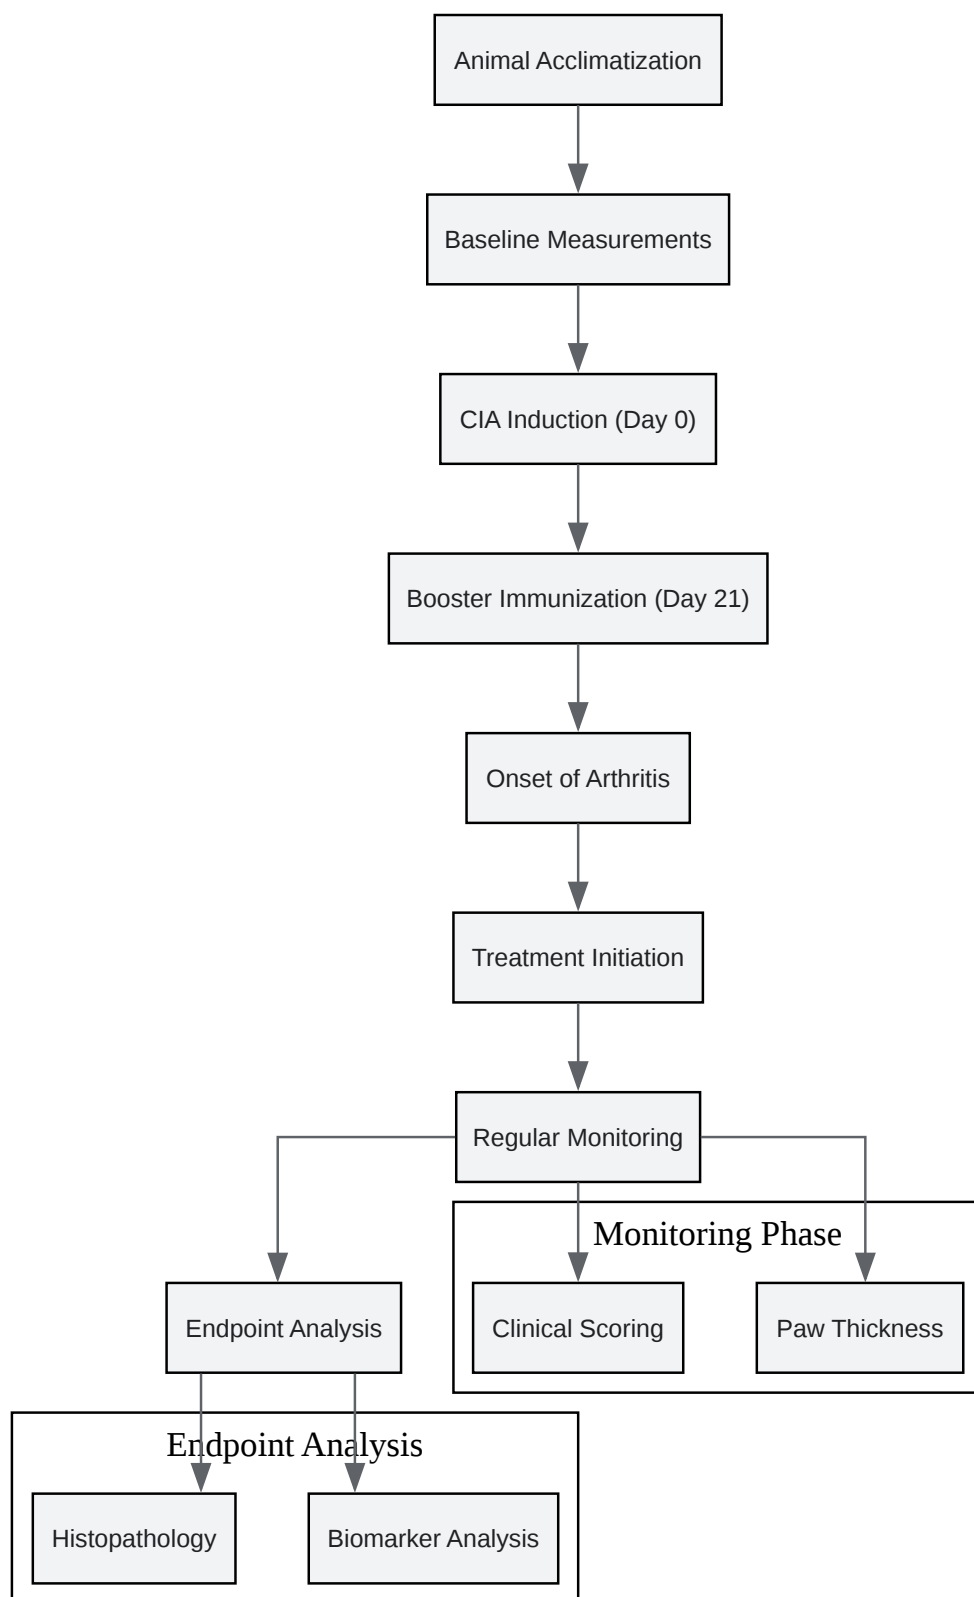 Animal Acclimatization
Baseline Measurements
CIA Induction (Day 0)
Booster Immunization (Day 21)
Onset of Arthritis
Treatment Initiation
Regular Monitoring
Monitoring Phase
Endpoint Analysis
Clinical Scoring
Paw Thickness
Endpoint Analysis
Histopathology
Biomarker Analysis